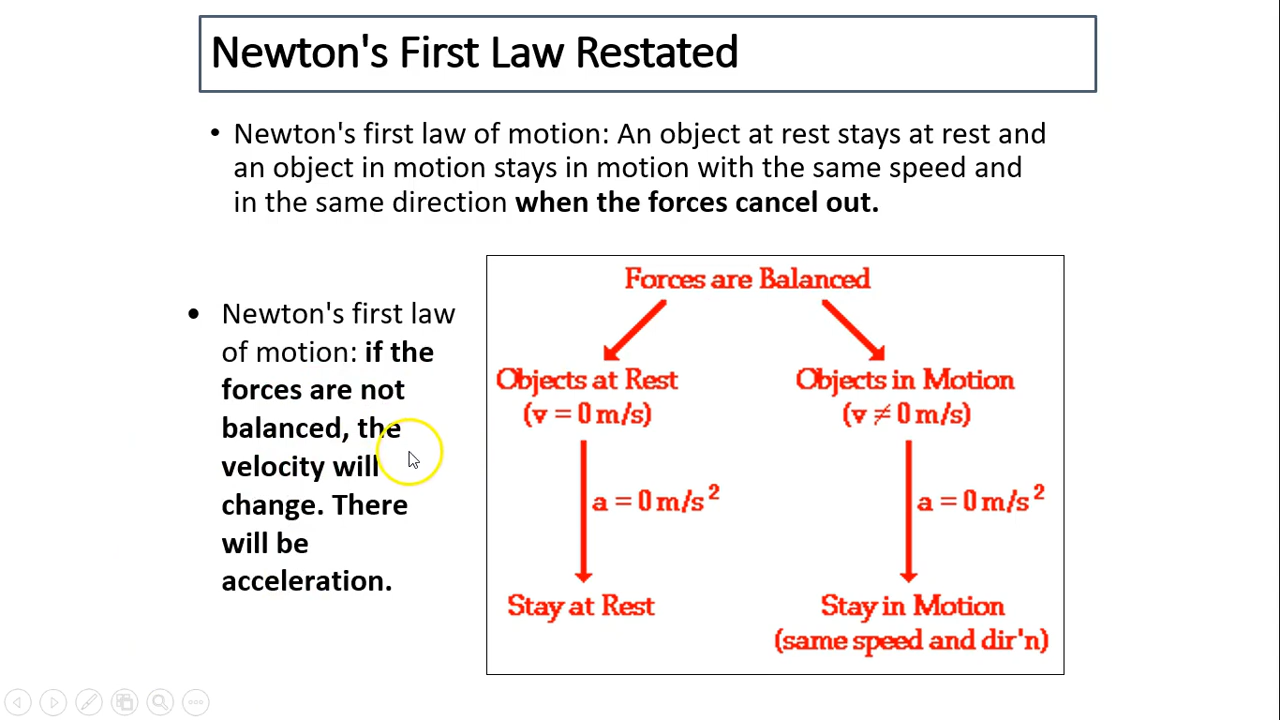 Newton's First Law Restated
• Newton's first law of motion: An object at rest stays at rest and
an object in motion stays in motion with the same speed and
in the same direction when the forces cancel out.
• Newton's first law
of motion: if the
forces are not
balanced, the
velocity will
change. There
will be
acceleration.
Forces are Balanced
Objects at Rest
(v = 0 m/s)
a = 0 m/s²
Stay at Rest
Objects in Motion
(v ≠ 0 m/s)
a = 0 m/s²
Stay in Motion
(same speed and dir'n)